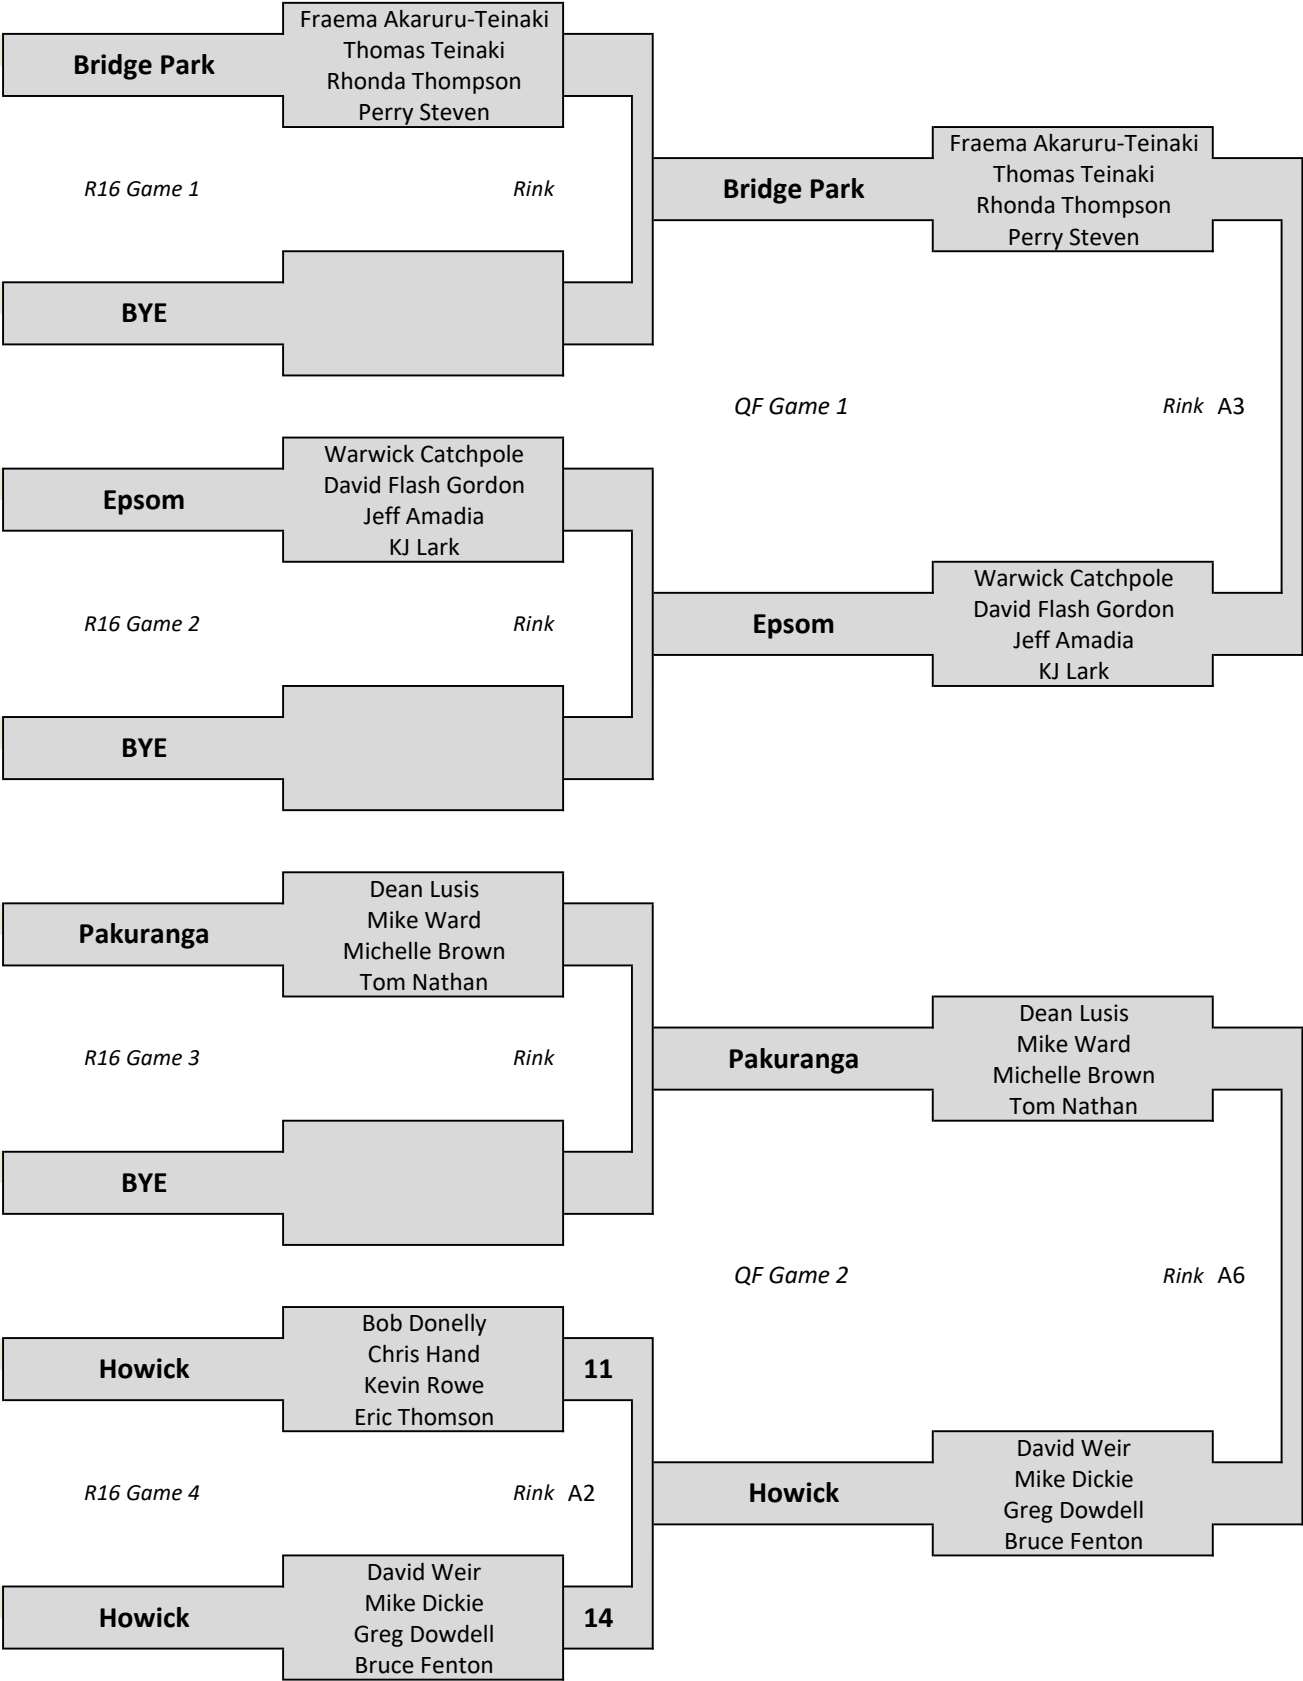 Fraema Akaruru-Teinaki
Bridge Park
Thomas Teinaki
Rhonda Thompson
Perry Steven
R16 Game 1
Rink
BYE
Fraema Akaruru-Teinaki
Bridge Park
Thomas Teinaki
Rhonda Thompson
Perry Steven
QF Game 1
Rink A3
Warwick Catchpole
Epsom
David Flash Gordon
Jeff Amadia
KJ Lark
R16 Game 2
Rink
BYE
Warwick Catchpole
Epsom
David Flash Gordon
Jeff Amadia
KJ Lark
Dean Lusis
Pakuranga
Mike Ward
Michelle Brown
Tom Nathan
R16 Game 3
Rink
BYE
Dean Lusis
Pakuranga
Mike Ward
Michelle Brown
Tom Nathan
QF Game 2
Rink A6
Bob Donelly
Howick
Chris Hand
Kevin Rowe
Eric Thomson
11
R16 Game 4
Rink A2
David Weir
Howick
Mike Dickie
Greg Dowdell
Bruce Fenton
14
David Weir
Howick
Mike Dickie
Greg Dowdell
Bruce Fenton